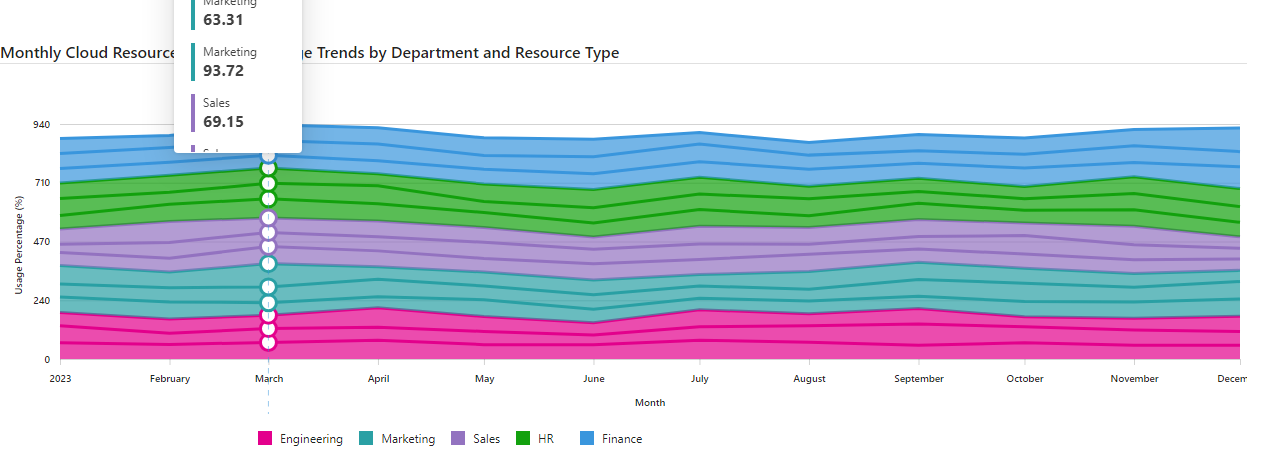 Marketing
63.31
Monthly Cloud Resource
ge Trends by Department and Resource Type
Marketing
93.72
Sales
69.15
940
710
470
240
0
Usage Percentage (%)
2023
February
March
April
May
June
July
August
September
October
November
Decem
Month
Engineering
Marketing
Sales
HR
Finance